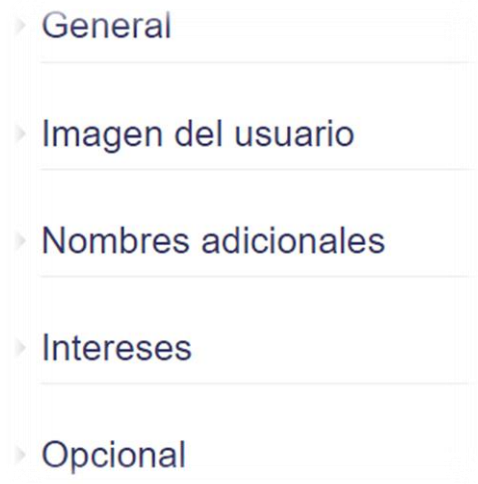 General
Imagen del usuario
Nombres adicionales
Intereses
Opcional